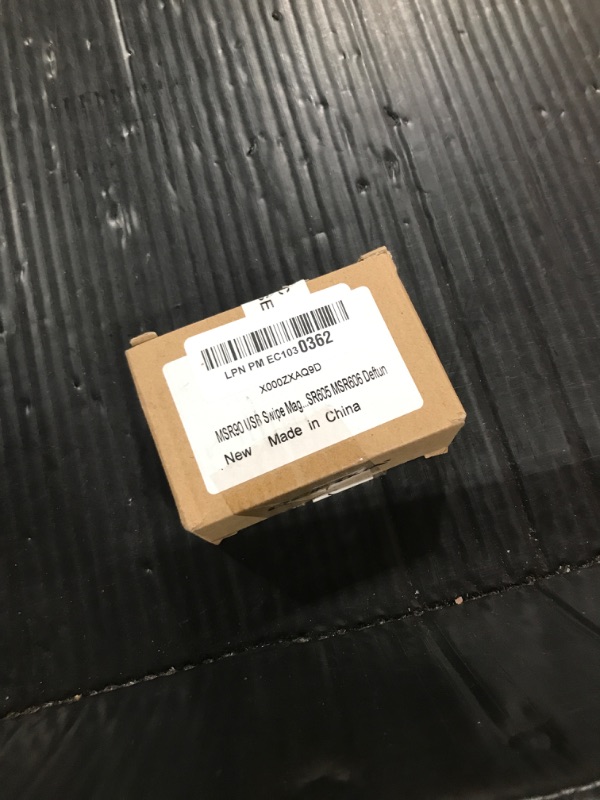 LPN PM EC1030362
X000ZXAQ9D
MSR90 USB Swipe Mag...SR605 MSR606 Deftun
New Made in China